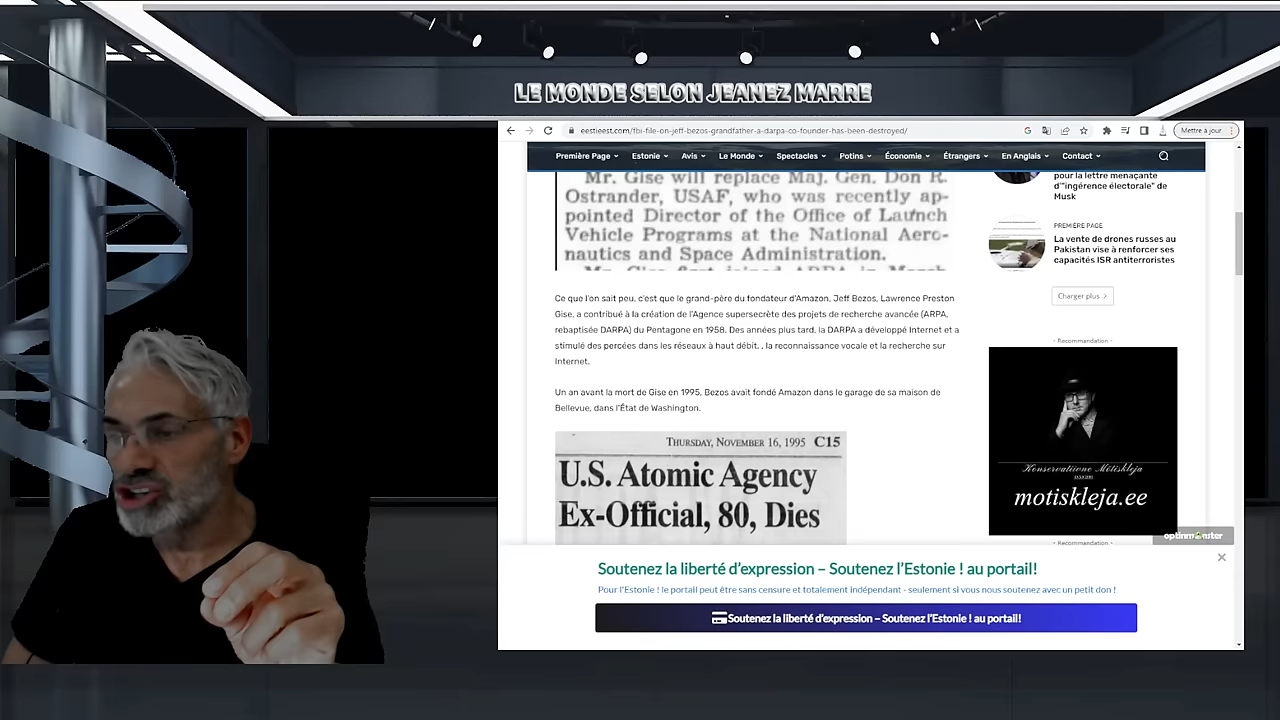 LE MONDE SELON JEANEZ MARRE
eestieest.com/fbi-file-on-jeff-bezos-grandfather-a-darpa-co-founder-has-been-destroyed/
Mettre à jour
Première Page
Estonie
Avis
Le Monde
Spectacles
Potins
Économie
Étrangers
En Anglais
Contact
Mr. Gise will replace Maj. Gen. Don R.
Ostrander, USAF, who was recently ap-
pointed Director of the Office of Launch
Vehicle Programs at the National Aero-
nautics and Space Administration.
Ce que l'on sait peu, c'est que le grand-père du fondateur d'Amazon, Jeff Bezos, Lawrence Preston
Gise, a contribué à la création de l'Agence supersecrète des projets de recherche avancée (ARPA,
rebaptisée DARPA) du Pentagone en 1958. Des années plus tard, la DARPA a développé Internet et a
stimulé des percées dans les réseaux à haut débit, , la reconnaissance vocale et la recherche sur
Internet.
Un an avant la mort de Gise en 1995, Bezos avait fondé Amazon dans le garage de sa maison de
Bellevue, dans l'État de Washington.
THURSDAY, NOVEMBER 16, 1995 C15
U.S. Atomic Agency
Ex-Official, 80, Dies
pour la lettre menaçante
d'"ingérence électorale" de
Musk
PREMIÈRE PAGE
La vente de drones russes au
Pakistan vise à renforcer ses
capacités ISR antiterroristes
Charger plus
- Recommandation -
Konservatiivne Mõtiskleja
motiskleja.ee
optinmonster
- Recommandation -
Soutenez la liberté d'expression – Soutenez l'Estonie ! au portail!
Pour l'Estonie ! le portail peut être sans censure et totalement indépendant - seulement si vous nous soutenez avec un petit don !
Soutenez la liberté d'expression – Soutenez l'Estonie ! au portail!